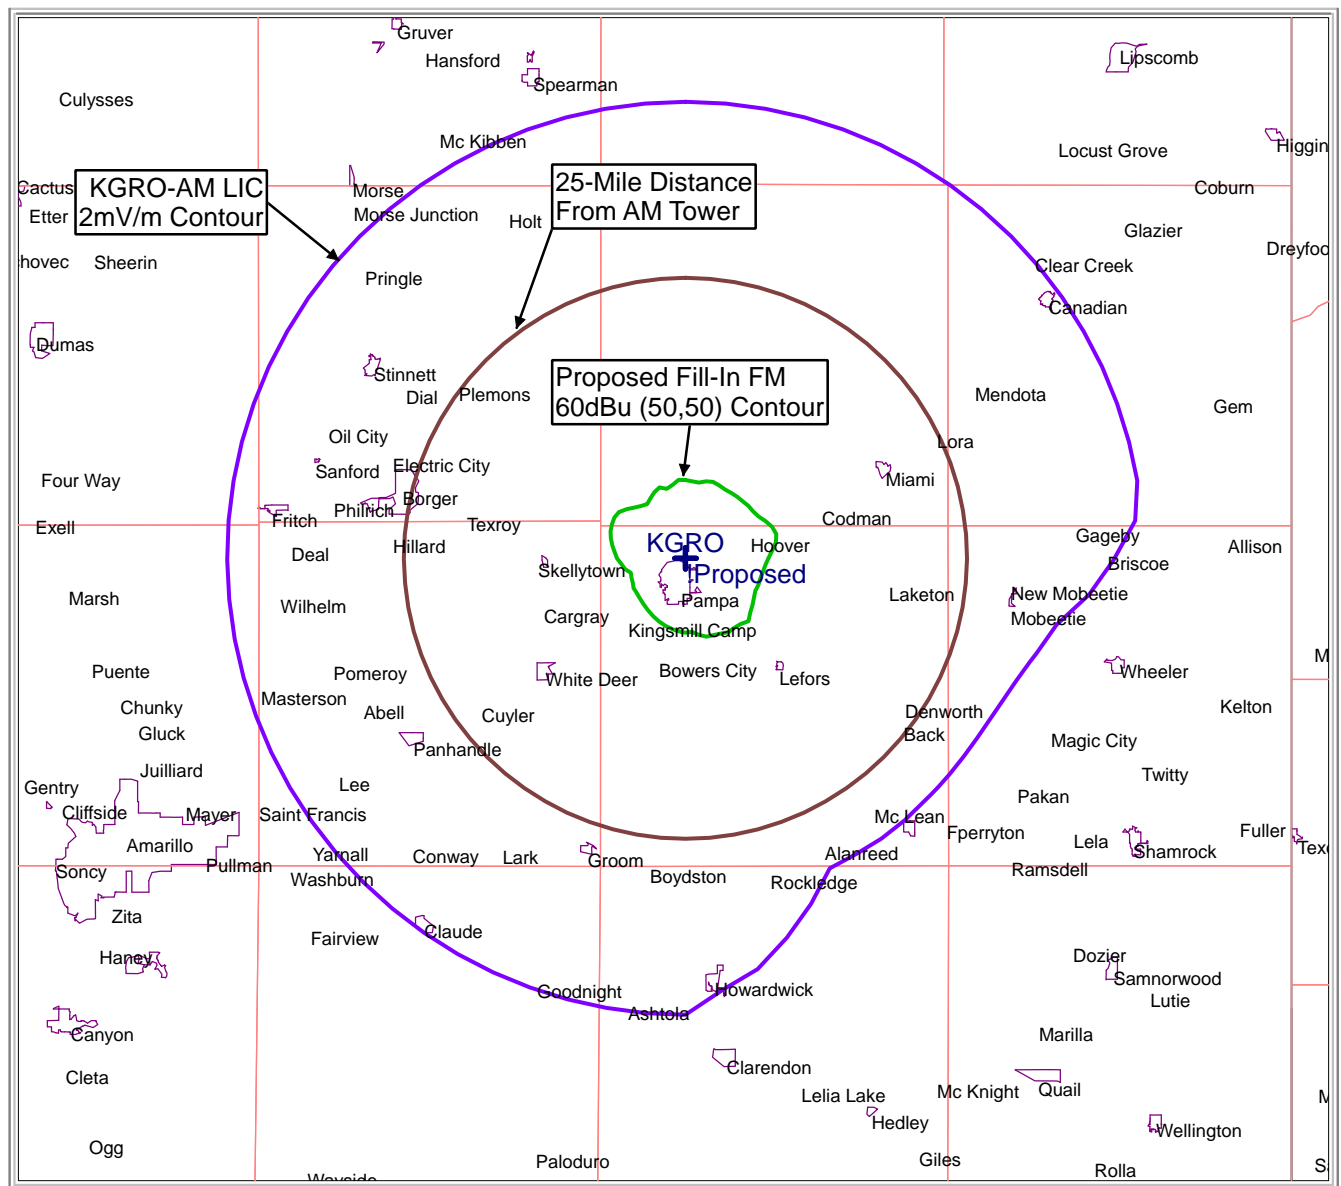 Gruver
Hansford
Lipscomb
Spearman
Culysses
Mc Kibben
Locust Grove
Higgin
KGRO-AM LIC
2mV/m Contour
25-Mile Distance
From AM Tower
Cactus
Morse
Coburn
Etter
Morse Junction
Holt
Glazier
Dreyfoo
hovec
Sheerin
Clear Creek
Pringle
Canadian
Dumas
Stinnett
Proposed Fill-In FM
60dBu (50,50) Contour
Dial
Plemons
Mendota
Gem
Oil City
Lora
Electric City
Sanford
Four Way
Miami
Borger
Philrich
Fritch
Texroy
Codman
Exell
Gageby
Deal
Hillard
KGRO
Hoover
Allison
Briscoe
Skellytown
!Proposed
Marsh
Wilhelm
Pampa
Laketon
New Mobeetie
Cargray
Mobeetie
Kingsmill Camp
M
Puente
Pomeroy
White Deer
Bowers City
Lefors
Wheeler
Masterson
Chunky
Abell
Cuyler
Denworth
Kelton
Gluck
Panhandle
Back
Magic City
Juilliard
Twitty
Gentry
Lee
Pakan
Cliffside
Mayer
Saint Francis
Mc Lean
Fperryton
Fuller
Amarillo
Yarnall
Conway
Lark
Groom
Alanreed
Lela
Shamrock
Texo
Soncy
Pullman
Washburn
Boydston
Rockledge
Ramsdell
Zita
Claude
Fairview
Haney
Dozier
Samnorwood
Goodnight
Howardwick
Lutie
Ashtola
Canyon
Marilla
Clarendon
Cleta
Lelia Lake
Mc Knight
Quail
M
Hedley
Wellington
Ogg
Paloduro
Giles
Rolla
S
Wayside